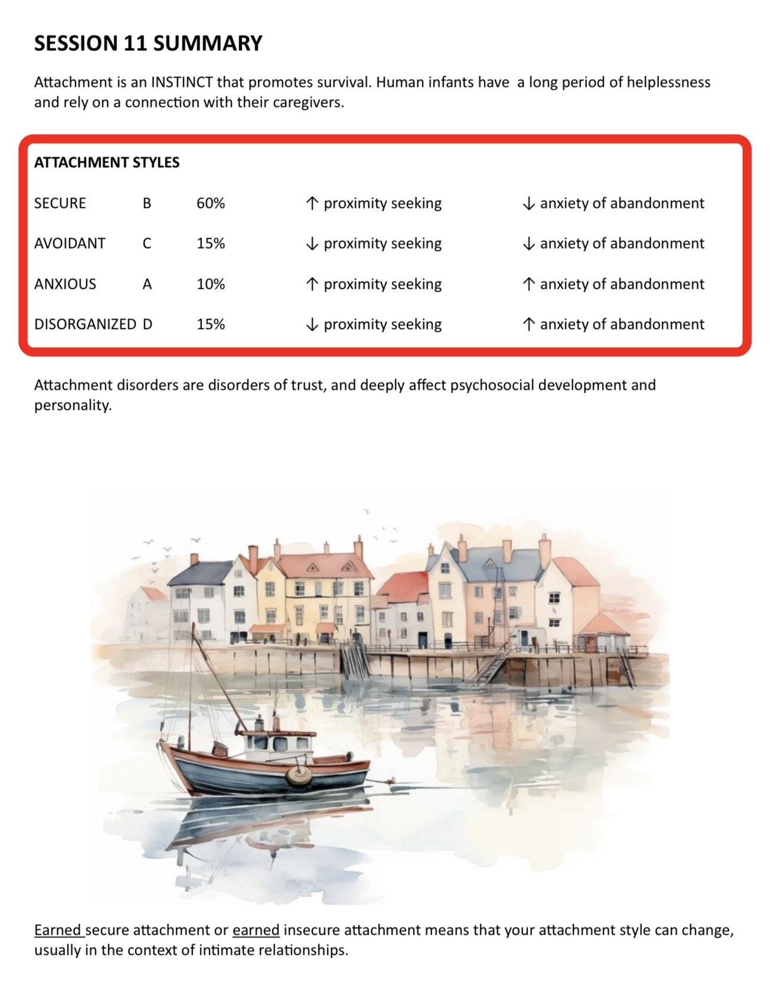 SESSION 11 SUMMARY
Attachment is an INSTINCT that promotes survival. Human infants have  a long period of helplessness
and rely on a connection with their caregivers.
ATTACHMENT STYLES
SECURE B 60% ↑ proximity seeking ↓ anxiety of abandonment
AVOIDANT C 15% ↓ proximity seeking ↓ anxiety of abandonment
ANXIOUS A 10% ↑ proximity seeking ↑ anxiety of abandonment
DISORGANIZED D 15% ↓ proximity seeking ↑ anxiety of abandonment
Attachment disorders are disorders of trust, and deeply affect psychosocial development and
personality.
Earned secure attachment or earned insecure attachment means that your attachment style can change,
usually in the context of intimate relationships.